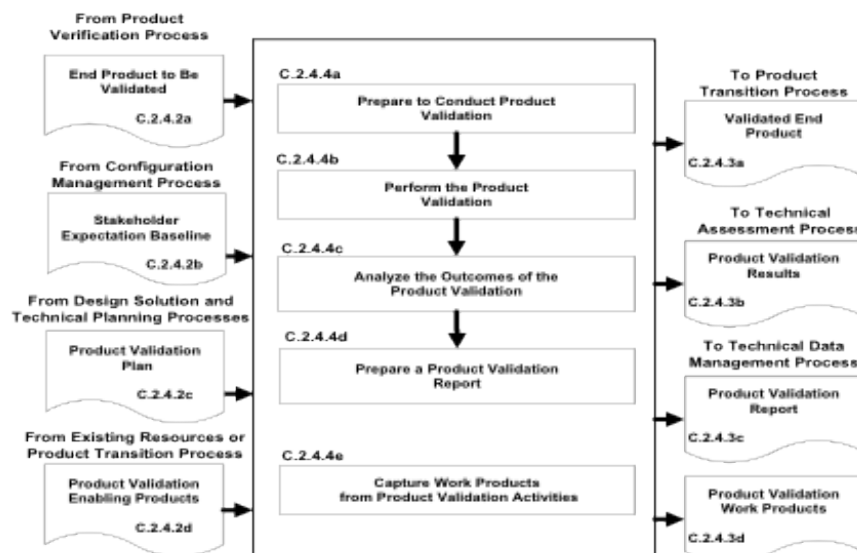 From Product
Verification Process
End Product to Be
Validated
C.2.4.2a
From Configuration
Management Process
Stakeholder
Expectation Baseline
C.2.4.2b
From Design Solution and
Technical Planning Processes
Product Validation
Plan
C.2.4.2c
From Existing Resources or
Product Transition Process
Product Validation
Enabling Products
C.2.4.2d
C.2.4.4a
Prepare to Conduct Product
Validation
C.2.4.4b
Perform the Product
Validation
C.2.4.4c
Analyze the Outcomes of the
Product Validation
C.2.4.4d
Prepare a Product Validation
Report
C.2.4.4e
Capture Work Products
from Product Validation Activities
To Product
Transition Process
Validated End
Product
C.2.4.3a
To Technical
Assessment Process
Product Validation
Results
C.2.4.3b
To Technical Data
Management Process
Product Validation
Report
C.2.4.3c
Product Validation
Work Products
C.2.4.3d